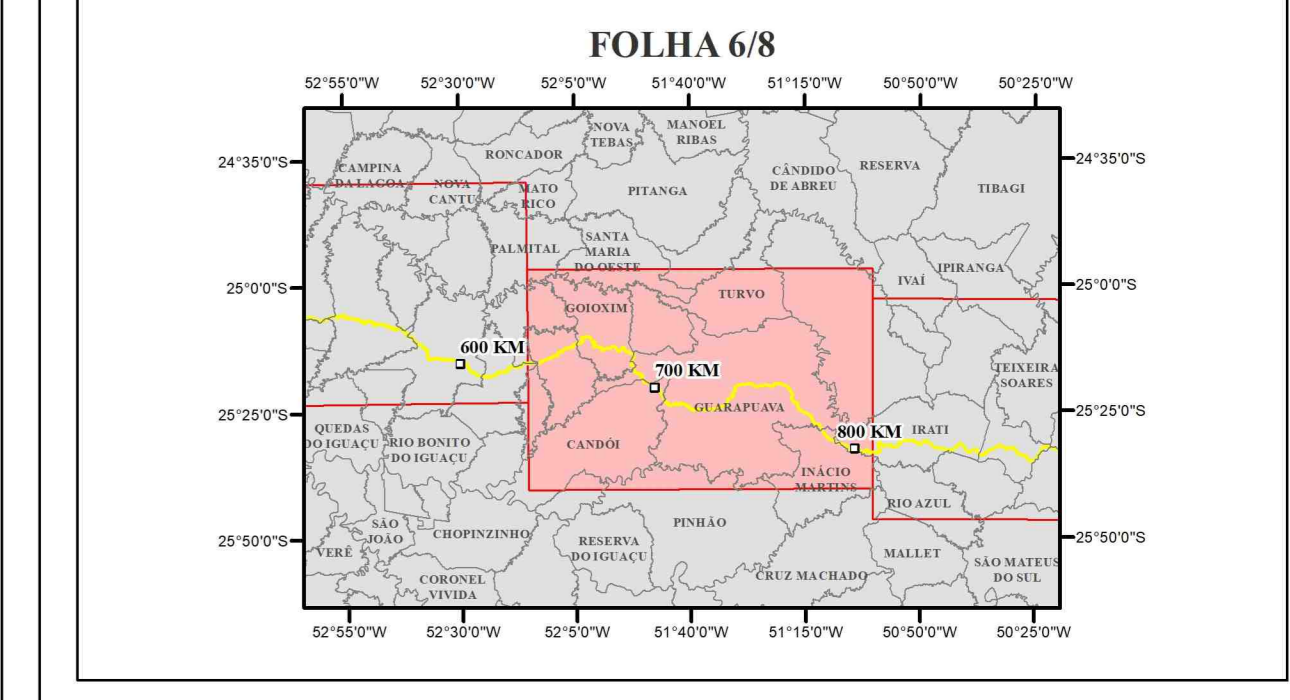 FOLHA 6/8
52°55'0"W 52°30'0"W 52°5'0"W 51°40'0"W 51°15'0"W 50°50'0"W 50°25'0"W
NOVA
TEBAS
MANOEL
RIBAS
RONCADOR
24°35'0"S
24°35'0"S
CAMPINA
DA LAGOA
NOVA
CANTU
MATO
RICO
PITANGA
CÂNDIDO
DE ABREU
RESERVA
TIBAGI
PALMITAL
SANTA
MARIA
DO OESTE
IVAÍ
IPIRANGA
25°0'0"S
25°0'0"S
GOIOXIM
TURVO
600 KM
700 KM
TEIXEIRA
SOARES
25°25'0"S
25°25'0"S
GUARAPUAVA
QUEDAS
DO IGUAÇU
RIO BONITO
DO IGUAÇU
CANDÓI
800 KM
IRATI
INÁCIO
MARTINS
RIO AZUL
SÃO
JOÃO
CHOPINZINHO
PINHÃO
25°50'0"S
25°50'0"S
VERÊ
RESERVA
DO IGUAÇU
MALLET
SÃO MATEUS
DO SUL
CORONEL
VIVIDA
CRUZ MACHADO
52°55'0"W 52°30'0"W 52°5'0"W 51°40'0"W 51°15'0"W 50°50'0"W 50°25'0"W